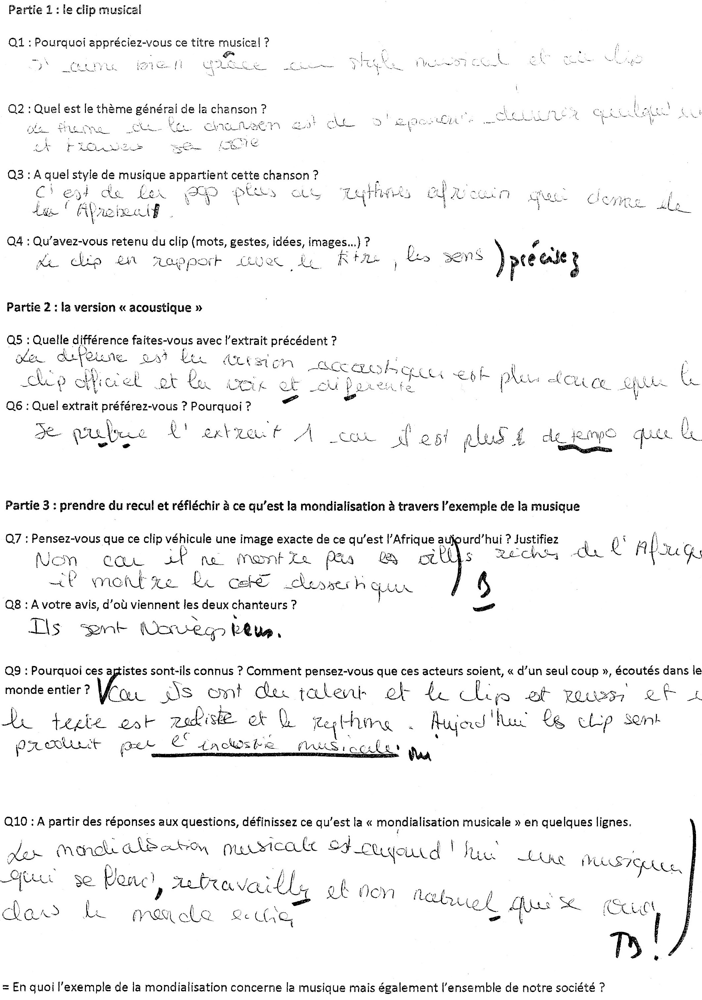 Partie 1 : le clip musical
Q1 : Pourquoi appréciez-vous ce titre musical ?
J'aime bien grâce au style musical et au clip
Q2 : Quel est le thème général de la chanson ?
Le theme de la chanson est de s'epanouir devenir quelqu'un
et trouver sa voie
Q3 : A quel style de musique appartient cette chanson ?
C'est de la pop plus des rythmes africain qui donne de
la 'Afrobeat.
Q4 : Qu'avez-vous retenu du clip (mots, gestes, idées, images...) ?
Le clip en rapport avec le titre, les sens ) précisez
Partie 2 : la version « acoustique »
Q5 : Quelle différence faites-vous avec l'extrait précédent ?
La est la version accoustique est plus douce que le
clip officiel et la voix et diferente
Q6 : Quel extrait préférez-vous ? Pourquoi ?
Je prefere l'extrait 1 car il est plus de tempo que le
Partie 3 : prendre du recul et réfléchir à ce qu'est la mondialisation à travers l'exemple de la musique
Q7 : Pensez-vous que ce clip véhicule une image exacte de ce qu'est l'Afrique aujourd'hui ? Justifiez
Non car il ne montre pas les villes riches de l'Afrique
il montre le coté dessertique B
Q8 : A votre avis, d'où viennent les deux chanteurs ?
Ils sont Norvègiens.
Q9 : Pourquoi ces artistes sont-ils connus ? Comment pensez-vous que ces acteurs soient, « d'un seul coup », écoutés dans le
monde entier ? Car ils ont du talent et le clip est reussi et
le texte est realiste et le rythme. Aujord'hui les clip sont
produit par l'industrie musicale. Vu
Q10 : A partir des réponses aux questions, définissez ce qu'est la « mondialisation musicale » en quelques lignes.
La mondialisation musicale est aujourd'hui une musique
qui se vend, retravailly et non naturel qui se vend
dans le monde entier
TB !
= En quoi l'exemple de la mondialisation concerne la musique mais également l'ensemble de notre société ?